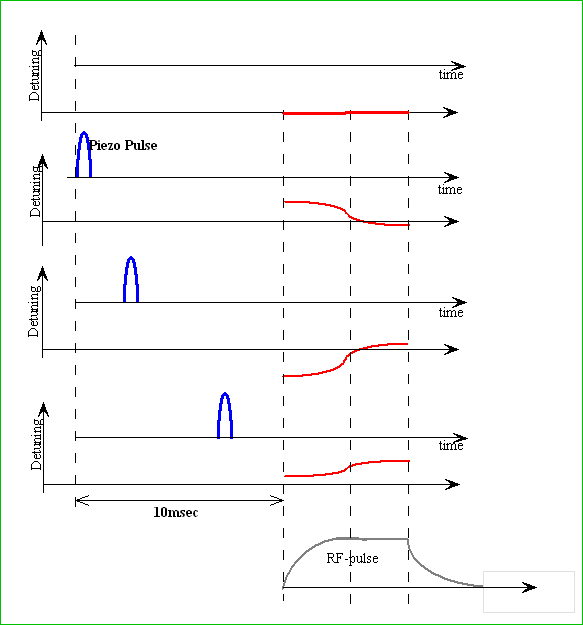 Detuning
time
Piezo Pulse
Detuning
time
Detuning
time
Detuning
time
10msec
RF-pulse